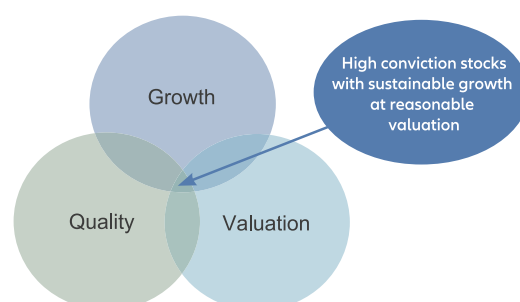 Growth
High conviction stocks
with sustainable growth
at reasonable
valuation
Quality
Valuation